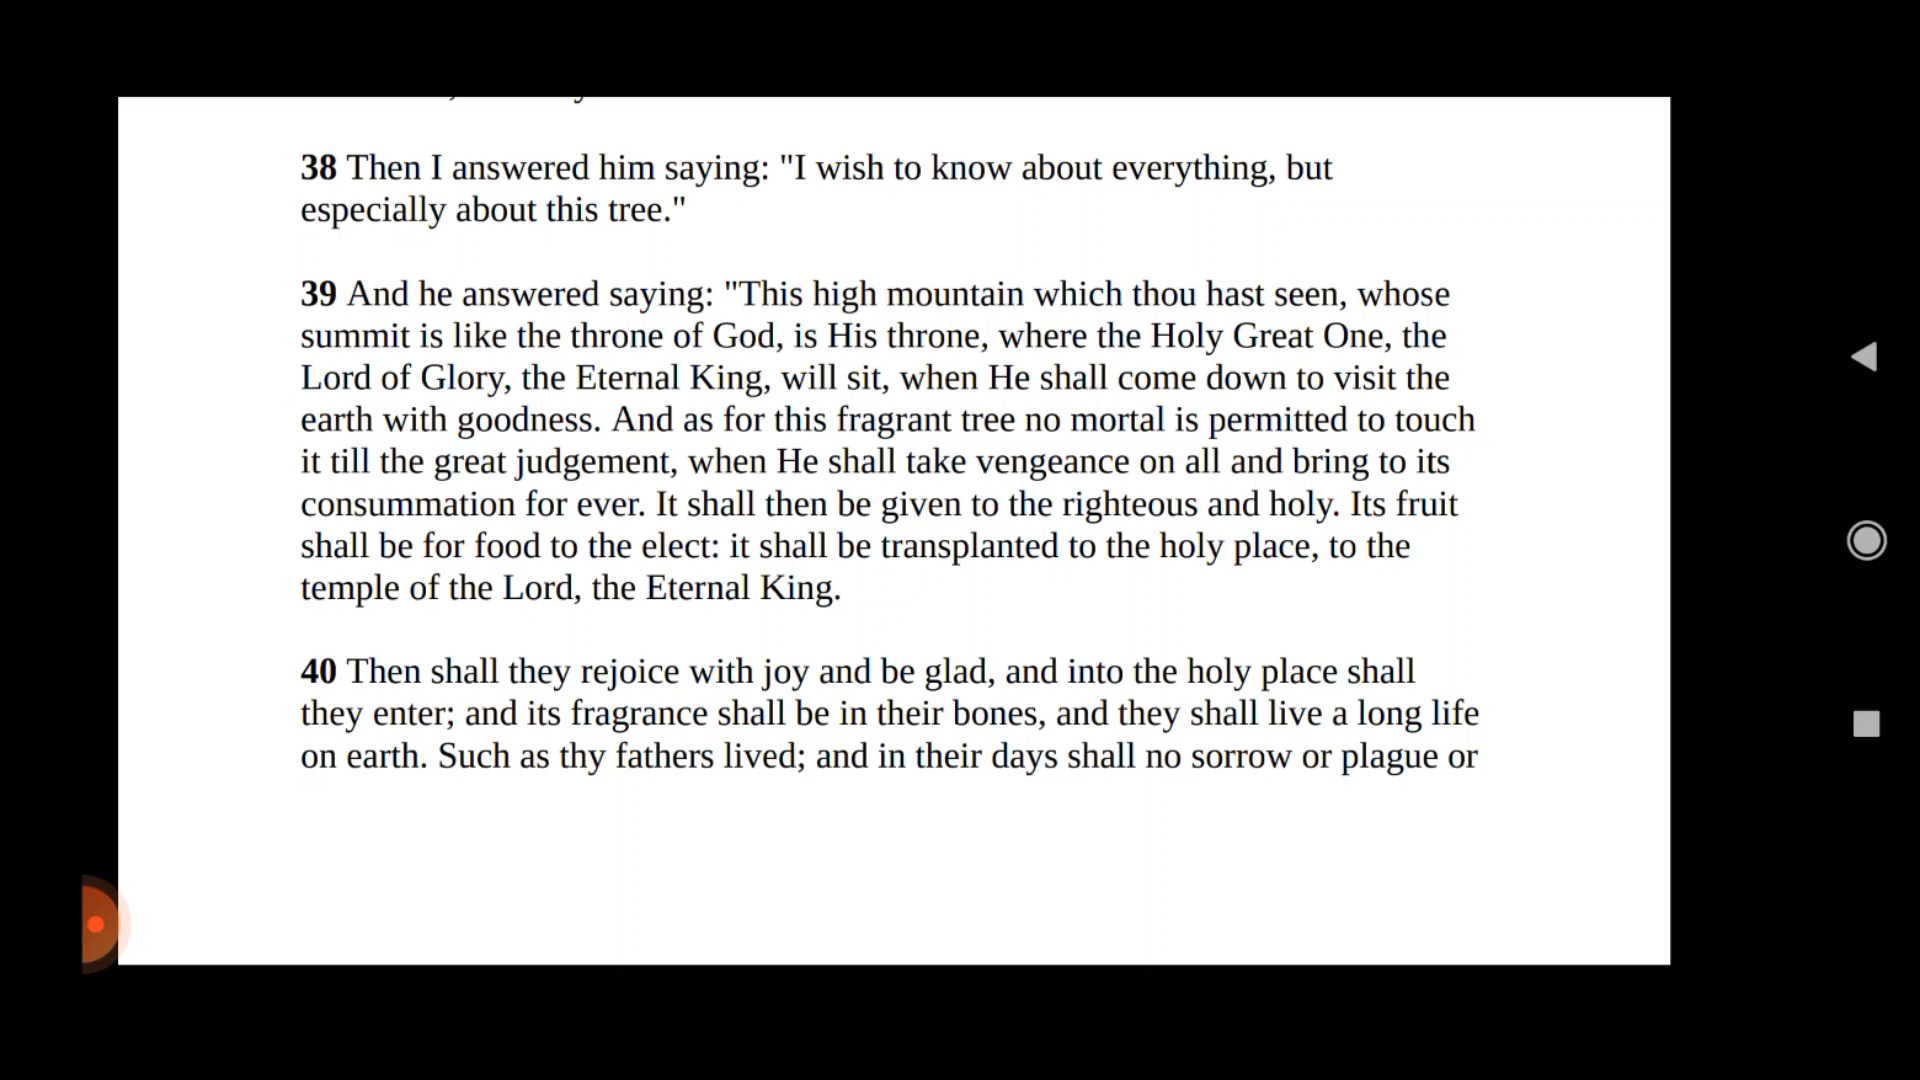 38 Then I answered him saying: "I wish to know about everything, but
especially about this tree."
39 And he answered saying: "This high mountain which thou hast seen, whose
summit is like the throne of God, is His throne, where the Holy Great One, the
Lord of Glory, the Eternal King, will sit, when He shall come down to visit the
earth with goodness. And as for this fragrant tree no mortal is permitted to touch
it till the great judgement, when He shall take vengeance on all and bring to its
consummation for ever. It shall then be given to the righteous and holy. Its fruit
shall be for food to the elect: it shall be transplanted to the holy place, to the
temple of the Lord, the Eternal King.
40 Then shall they rejoice with joy and be glad, and into the holy place shall
they enter; and its fragrance shall be in their bones, and they shall live a long life
on earth. Such as thy fathers lived; and in their days shall no sorrow or plague or